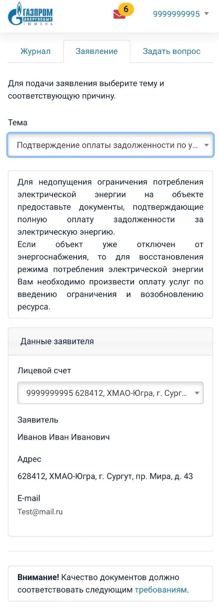 ГАЗПРОМ
ЭНЕРГОСБЫТ
ТЮМЕНЬ
6
9999999995
Журнал
Заявление
Задать вопрос
Для подачи заявления выберите тему и
соответствующую причину.
Тема
Подтверждение оплаты задолженности по у...
Для недопущения ограничения потребления
электрической энергии на объекте
предоставьте документы, подтверждающие
полную оплату задолженности за
электрическую энергию.
Если объект уже отключен от
энергоснабжения, то для восстановления
режима потребления электрической энергии
Вам необходимо произвести оплату услуг по
введению ограничения и возобновлению
ресурса.
Данные заявителя
Лицевой счет
9999999995 628412, ХМАО-Югра, г. Сург...
Заявитель
Иванов Иван Иванович
Адрес
628412, ХМАО-Югра, г. Сургут, пр. Мира, д. 43
E-mail
Test@mail.ru
Внимание! Качество документов должно
соответствовать следующим требованиям.